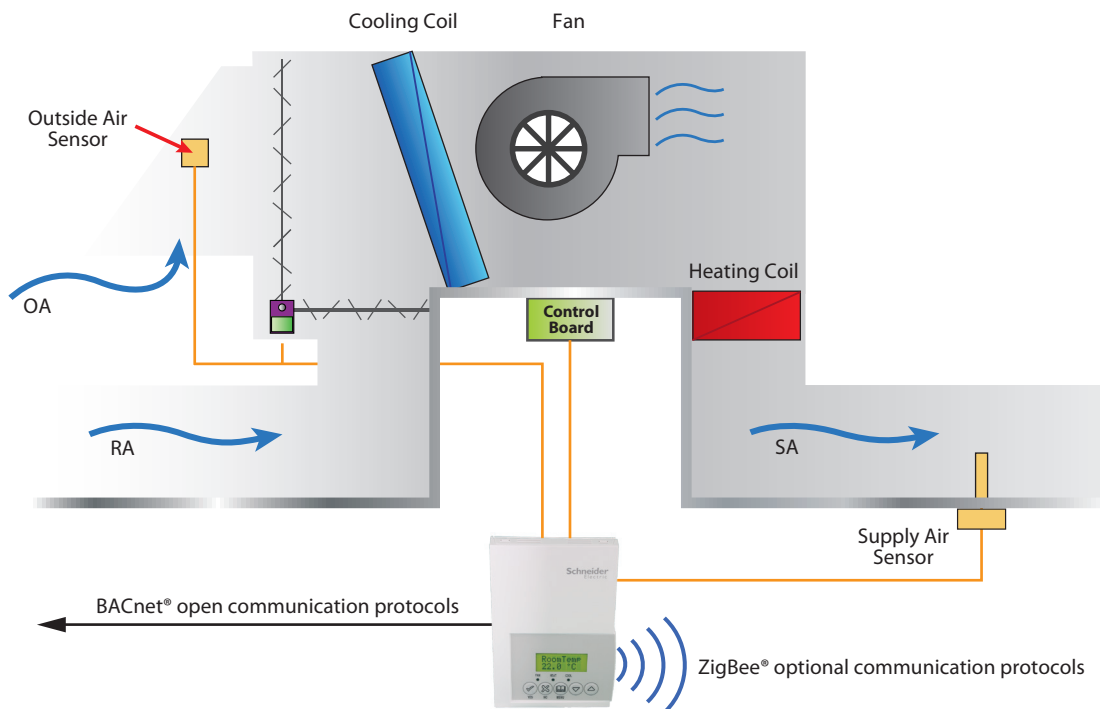 Cooling Coil
Fan
Outside Air
Sensor
OA
Heating Coil
Control
Board
RA
SA
Supply Air
Sensor
Schneider
Electric
BACnet® open communication protocols
RoomTemp
22.0 °C
ZigBee® optional communication protocols